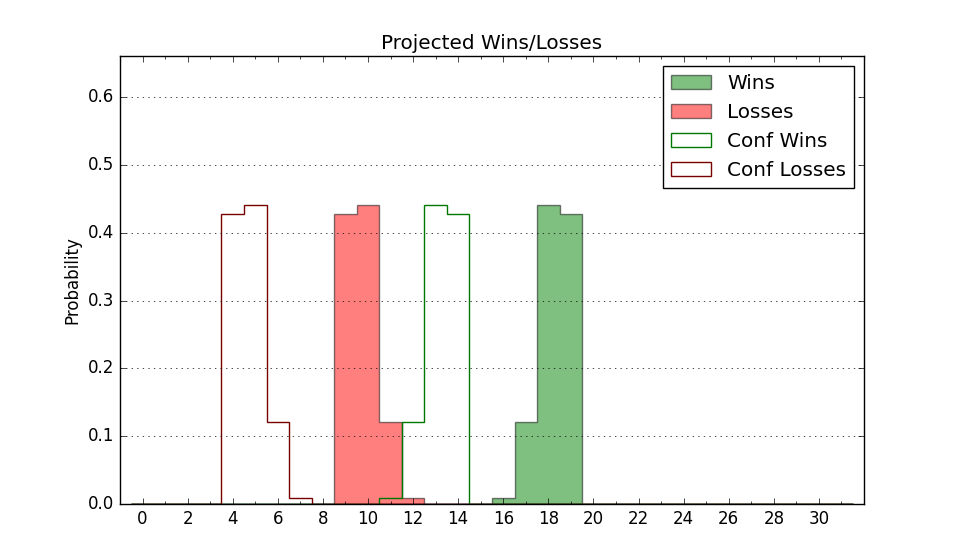 Projected Wins/Losses
Wins
Losses
Conf Wins
Conf Losses
Probability
0.6
0.5
0.4
0.3
0.2
0.1
0.0
0 2 4 6 8 10 12 14 16 18 20 22 24 26 28 30